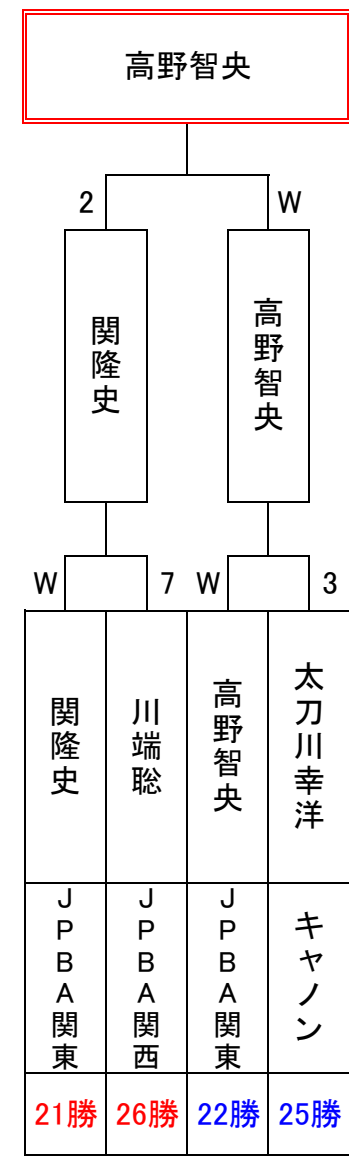 高野智央
2
W
関隆史
高野智央
W
7
W
3
関隆史
川端聡
高野智央
太刀川幸洋
JPBA関東
JPBA関西
JPBA関東
キャノン
21勝
26勝
22勝
25勝